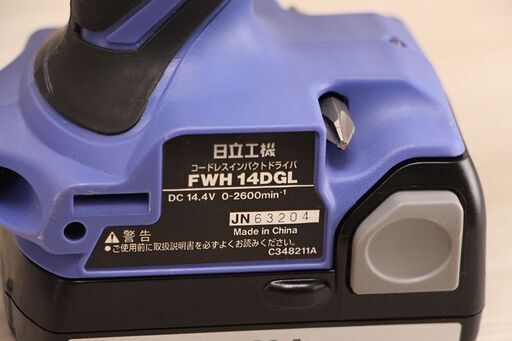 日立工機
コードレスインパクトドライバ
FWH 14DGL
DC 14.4V 0-2600min⁻¹
JN 63204
Made in China
⚠警告
●ご使用前に取扱説明書を必ずよくお読みください。
C348211A